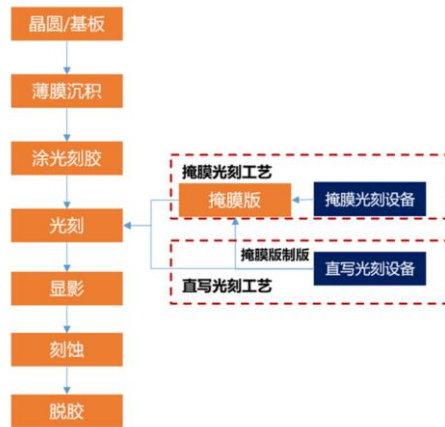 晶圆/基板
薄膜沉积
涂光刻胶
光刻
显影
刻蚀
脱胶
掩膜光刻工艺
掩膜版
掩膜光刻设备
掩膜版制版
直写光刻设备
直写光刻工艺